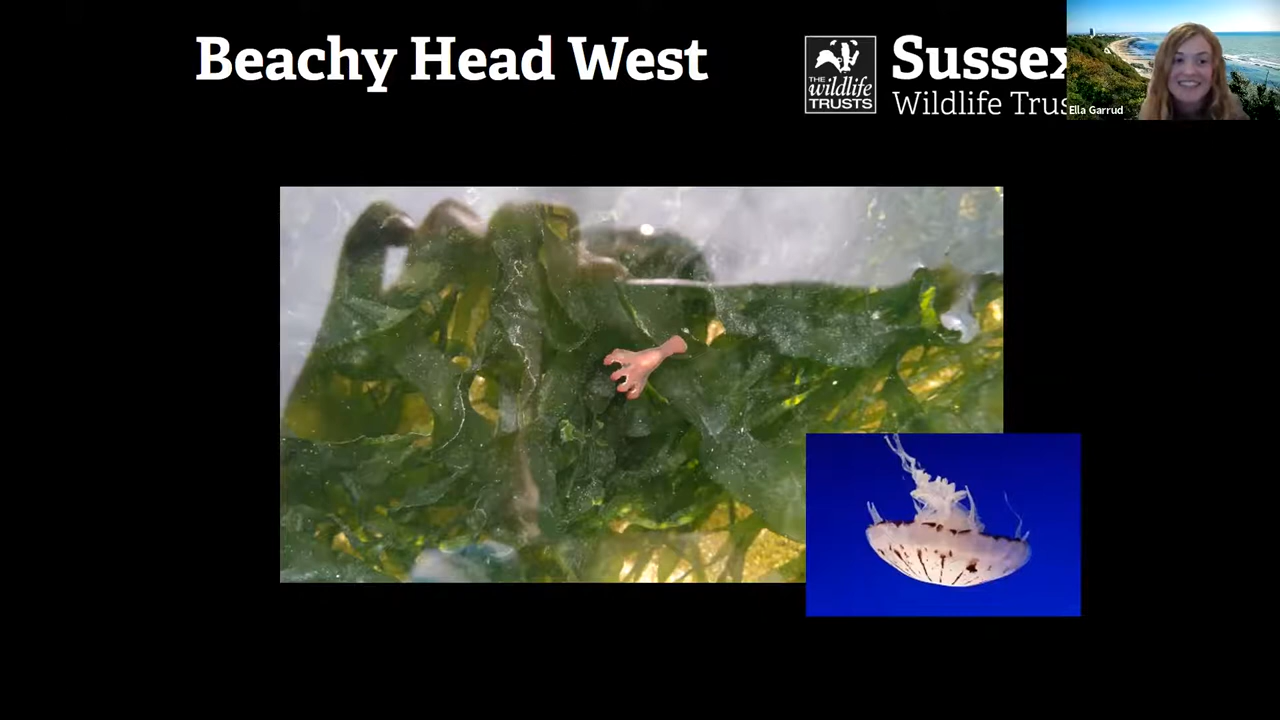 Beachy Head West
THE
wildlife
TRUSTS
Sussex
Wildlife Trus
Ella Garrud